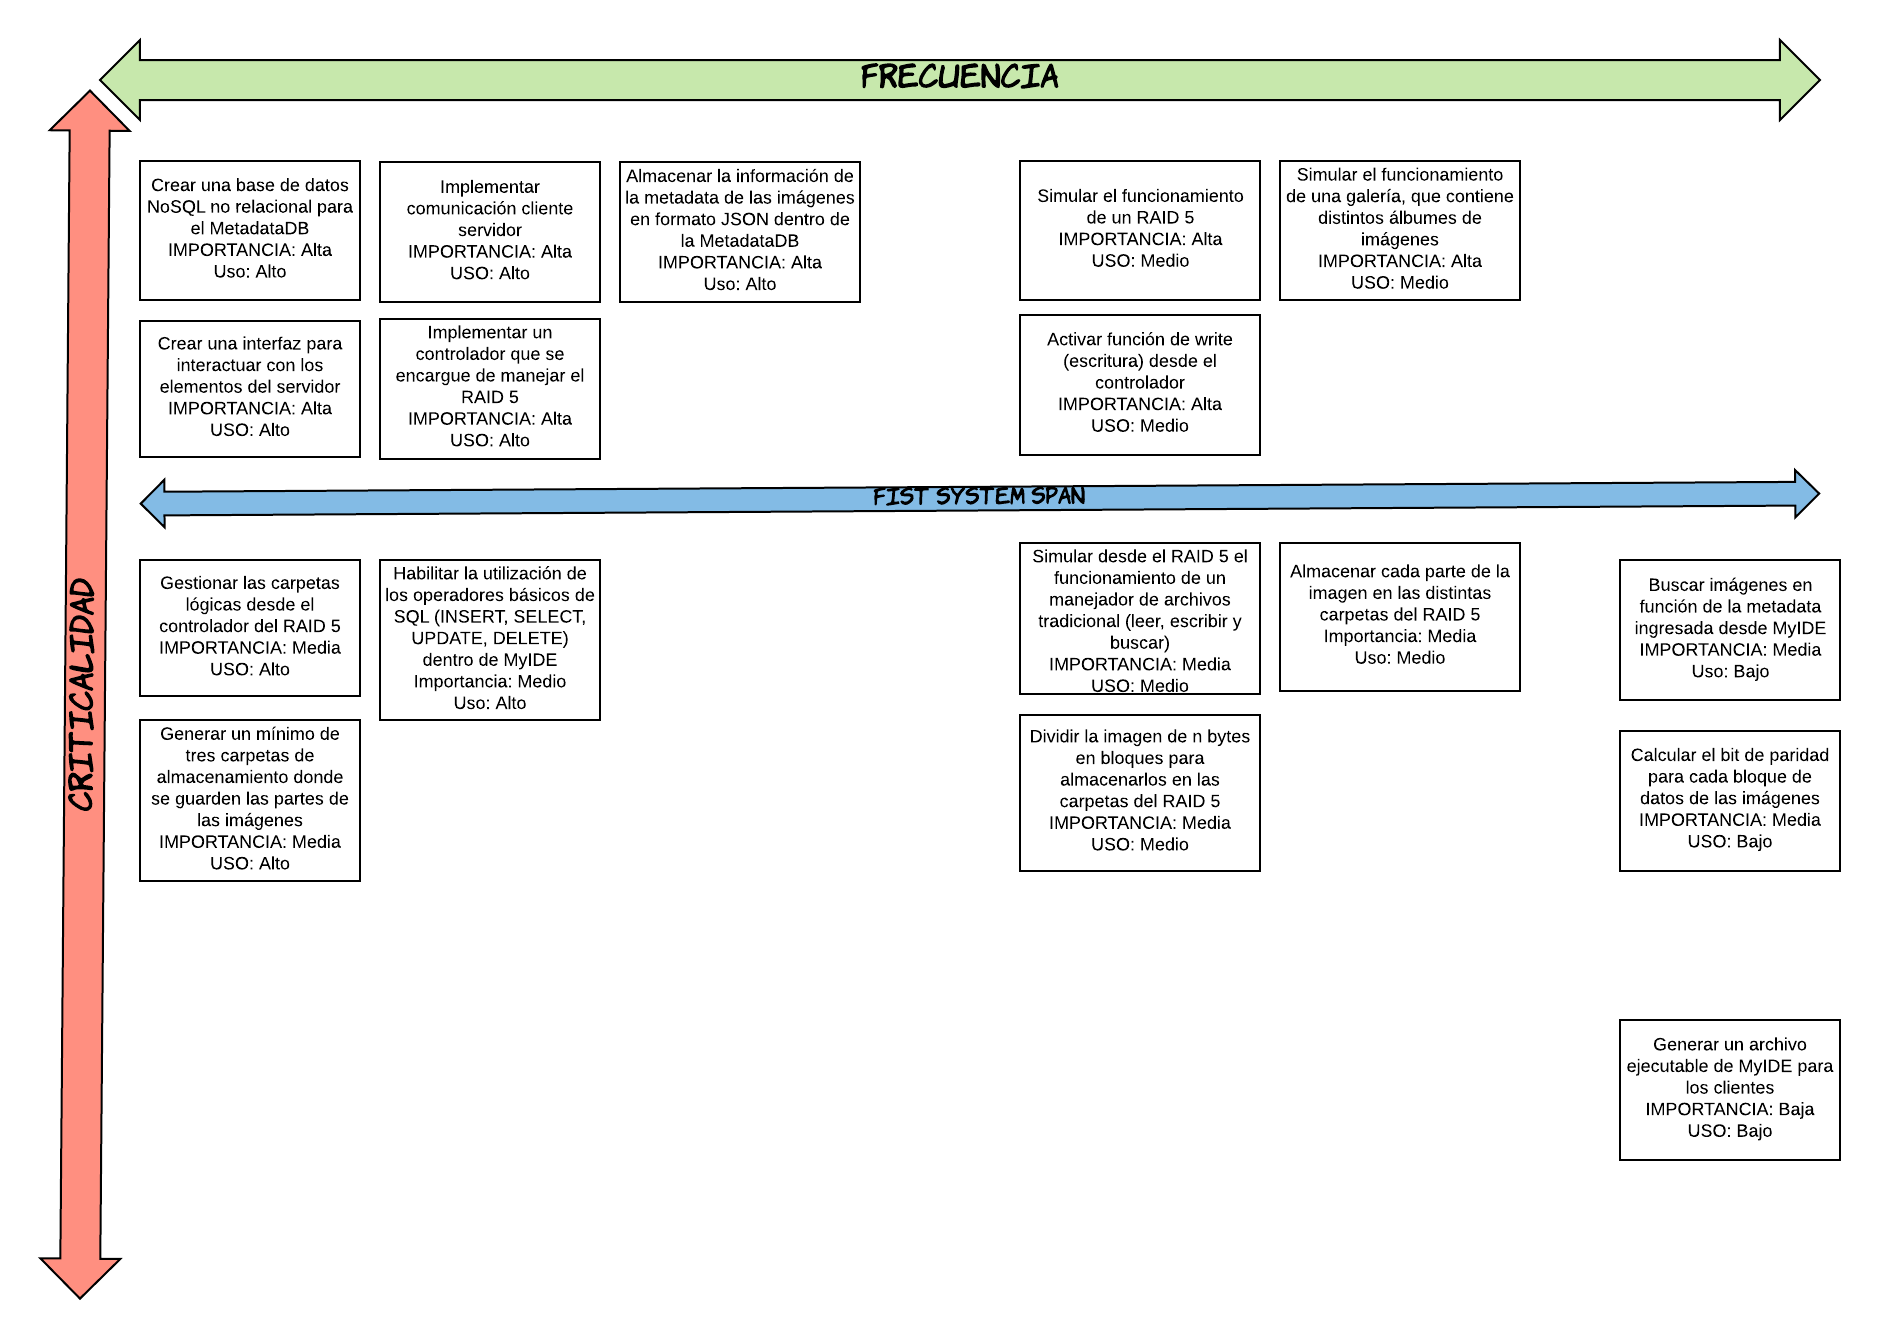 FRECUENCIA
CRITICALIDAD
Crear una base de datos
NoSQL no relacional para
el MetadataDB
IMPORTANCIA: Alta
Uso: Alto
Implementar
comunicación cliente
servidor
IMPORTANCIA: Alta
USO: Alto
Almacenar la información de
la metadata de las imágenes
en formato JSON dentro de
la MetadataDB
IMPORTANCIA: Alta
Uso: Alto
Simular el funcionamiento
de un RAID 5
IMPORTANCIA: Alta
USO: Medio
Simular el funcionamiento
de una galería, que contiene
distintos álbumes de
imágenes
IMPORTANCIA: Alta
USO: Medio
Crear una interfaz para
interactuar con los
elementos del servidor
IMPORTANCIA: Alta
USO: Alto
Implementar un
controlador que se
encargue de manejar el
RAID 5
IMPORTANCIA: Alta
USO: Alto
Activar función de write
(escritura) desde el
controlador
IMPORTANCIA: Alta
USO: Medio
FIST SYSTEM SPAN
Gestionar las carpetas
lógicas desde el
controlador del RAID 5
IMPORTANCIA: Media
USO: Alto
Habilitar la utilización de
los operadores básicos de
SQL (INSERT, SELECT,
UPDATE, DELETE)
dentro de MyIDE
Importancia: Medio
Uso: Alto
Simular desde el RAID 5 el
funcionamiento de un
manejador de archivos
tradicional (leer, escribir y
buscar)
IMPORTANCIA: Media
USO: Medio
Almacenar cada parte de la
imagen en las distintas
carpetas del RAID 5
Importancia: Media
Uso: Medio
Buscar imágenes en
función de la metadata
ingresada desde MyIDE
IMPORTANCIA: Media
Uso: Bajo
Generar un mínimo de
tres carpetas de
almacenamiento donde
se guarden las partes de
las imágenes
IMPORTANCIA: Media
USO: Alto
Dividir la imagen de n bytes
en bloques para
almacenarlos en las
carpetas del RAID 5
IMPORTANCIA: Media
USO: Medio
Calcular el bit de paridad
para cada bloque de
datos de las imágenes
IMPORTANCIA: Media
USO: Bajo
Generar un archivo
ejecutable de MyIDE para
los clientes
IMPORTANCIA: Baja
USO: Bajo